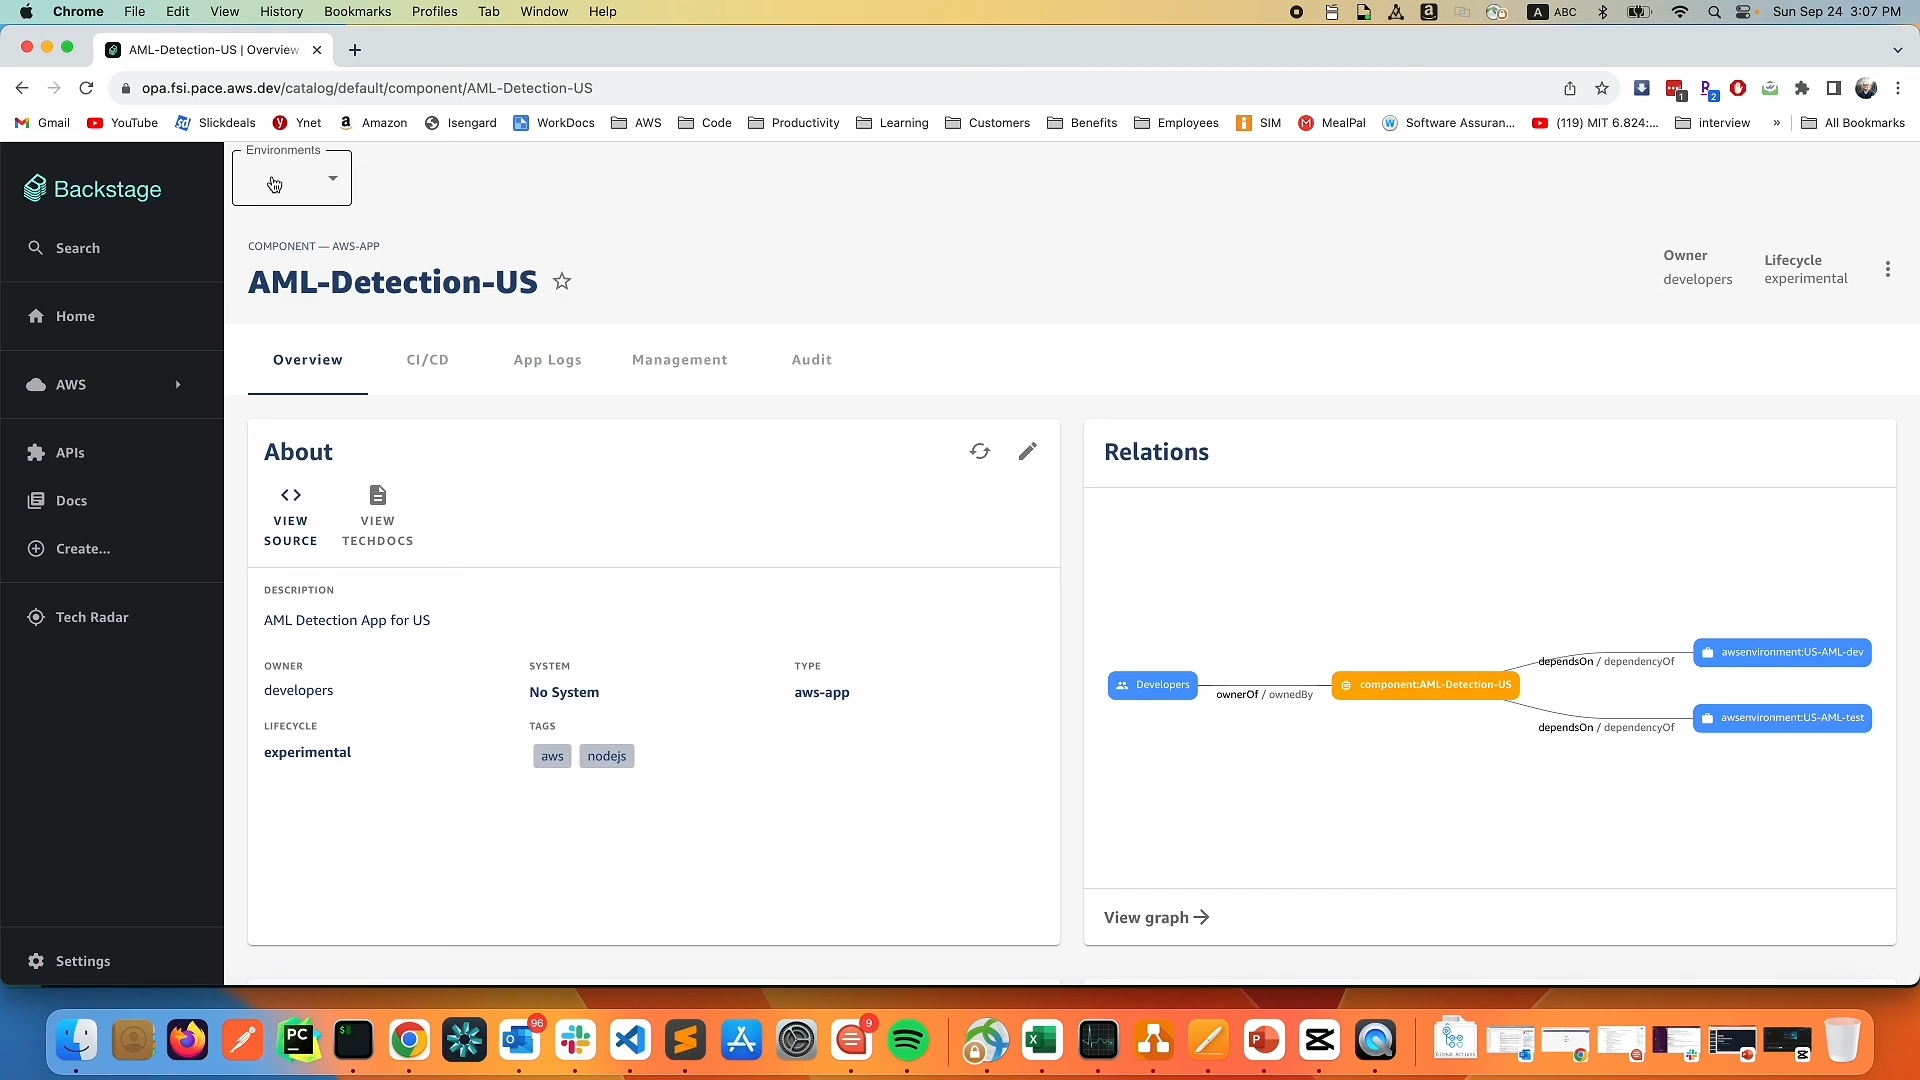 Chrome File Edit View History Bookmarks Profiles Tab Window Help
A ABC Sun Sep 24 3:07 PM
AML-Detection-US | Overview
opa.fsi.pace.aws.dev/catalog/default/component/AML-Detection-US
1 2
Gmail YouTube Slickdeals Ynet Amazon Isengard WorkDocs AWS Code Productivity Learning Customers Benefits Employees SIM MealPal Software Assuran... (119) MIT 6.824:... interview » All Bookmarks
Environments
Backstage
Search
Home
AWS
APIs
Docs
Create...
Tech Radar
Settings
COMPONENT — AWS-APP
AML-Detection-US
Owner
developers
Lifecycle
experimental
Overview CI/CD App Logs Management Audit
About
VIEW SOURCE
VIEW TECHDOCS
DESCRIPTION
AML Detection App for US
OWNER
developers
SYSTEM
No System
TYPE
aws-app
LIFECYCLE
experimental
TAGS
aws nodejs
Relations
Developers
ownerOf / ownedBy
component:AML-Detection-US
dependsOn / dependencyOf
awsenvironment:US-AML-dev
dependsOn / dependencyOf
awsenvironment:US-AML-test
View graph
PC 96 9